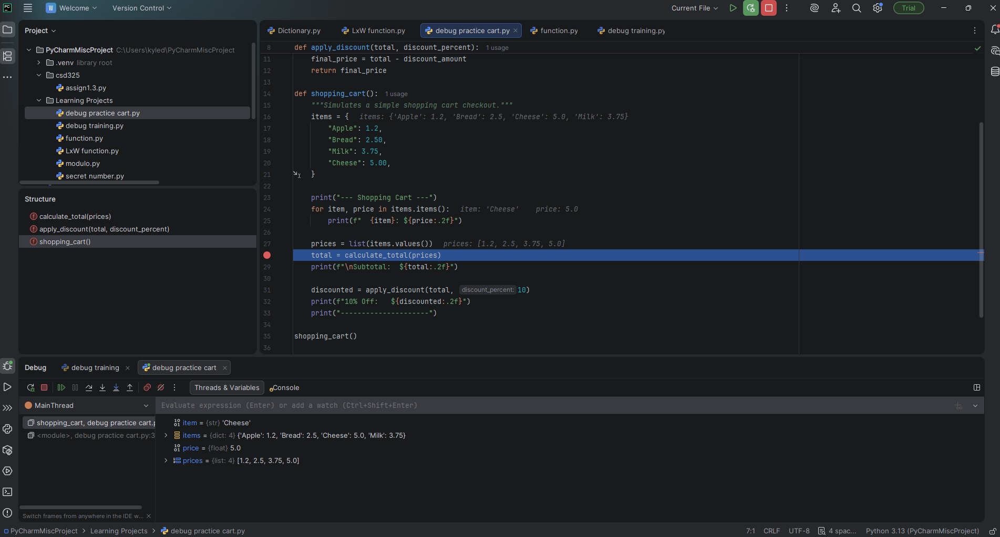 PC W Welcome Version Control Current File Trial
Project
PyCharmMiscProject C:\Users\kyled\PyCharmMiscProject
.venv library root
csd325
assign1.3.py
Learning Projects
debug practice cart.py
debug training.py
function.py
LxW function.py
modulo.py
secret number.py
Structure
calculate_total(prices)
apply_discount(total, discount_percent)
shopping_cart()
Dictionary.py LxW function.py debug practice cart.py function.py debug training.py
8 def apply_discount(total, discount_percent): 1 usage
11 final_price = total - discount_amount
12 return final_price
13
14 def shopping_cart(): 1 usage
15 """Simulates a simple shopping cart checkout."""
16 items = { items: {'Apple': 1.2, 'Bread': 2.5, 'Cheese': 5.0, 'Milk': 3.75}
17 "Apple": 1.2,
18 "Bread": 2.50,
19 "Milk": 3.75,
20 "Cheese": 5.00,
21 }
22
23 print("--- Shopping Cart ---")
24 for item, price in items.items(): item: 'Cheese' price: 5.0
25 print(f"  {item}: ${price:.2f}")
26
27 prices = list(items.values()) prices: [1.2, 2.5, 3.75, 5.0]
total = calculate_total(prices)
29 print(f"\nSubtotal:  ${total:.2f}")
30
31 discounted = apply_discount(total, discount_percent: 10)
32 print(f"10% Off:   ${discounted:.2f}")
33 print("---------------------")
34
35 shopping_cart()
36
Debug debug training debug practice cart
Threads & Variables Console
MainThread
shopping_cart, debug practice cart.p
<module>, debug practice cart.py:3
Switch frames from anywhere in the IDE w...
Evaluate expression (Enter) or add a watch (Ctrl+Shift+Enter)
item = {str} 'Cheese'
items = {dict: 4} {'Apple': 1.2, 'Bread': 2.5, 'Cheese': 5.0, 'Milk': 3.75}
price = {float} 5.0
prices = {list: 4} [1.2, 2.5, 3.75, 5.0]
PyCharmMiscProject > Learning Projects > debug practice cart.py 7:1 CRLF UTF-8 4 spac... Python 3.13 (PyCharmMiscProject)